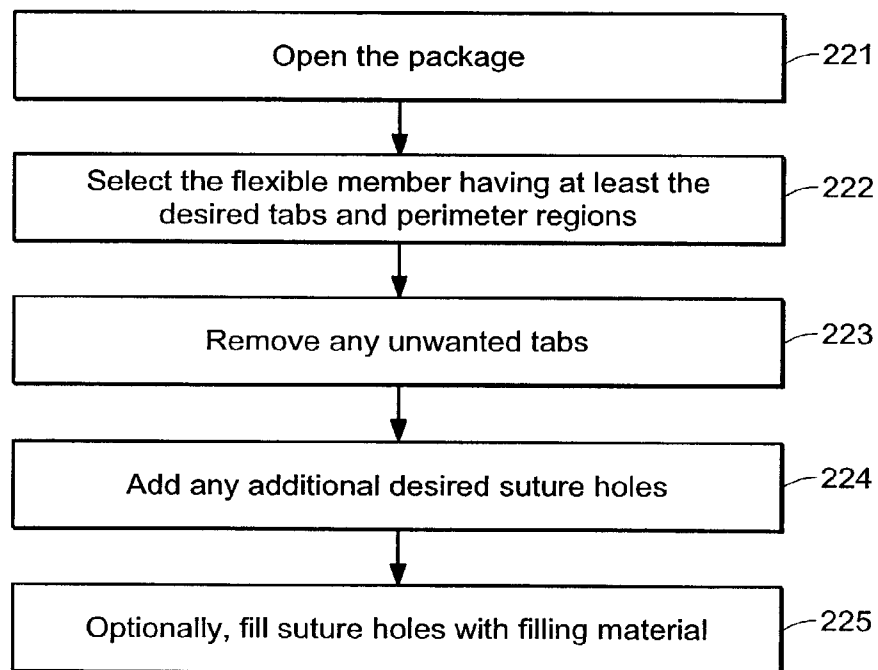 Open the package
221
Select the flexible member having at least the
desired tabs and perimeter regions
222
Remove any unwanted tabs
223
Add any additional desired suture holes
224
Optionally, fill suture holes with filling material
225